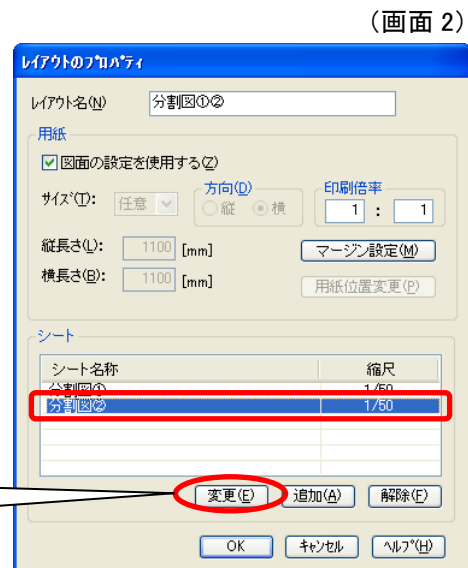 （画面 2）
ﾚｲｱｳﾄのﾌﾟﾛﾊﾟﾃｨ
ﾚｲｱｳﾄ名(N) 分割図①②
用紙
図面の設定を使用する(Z)
ｻｲｽﾞ(T): 任意 方向(D) 縦 横 印刷倍率 1 : 1
縦長さ(L): 1100 [mm] マージン設定(M)
横長さ(B): 1100 [mm] 用紙位置変更(P)
シート
シート名称 縮尺
分割図① 1/50
分割図② 1/50
変更(E) 追加(A) 解除(F)
OK ｷｬﾝｾﾙ ﾍﾙﾌﾟ(H)